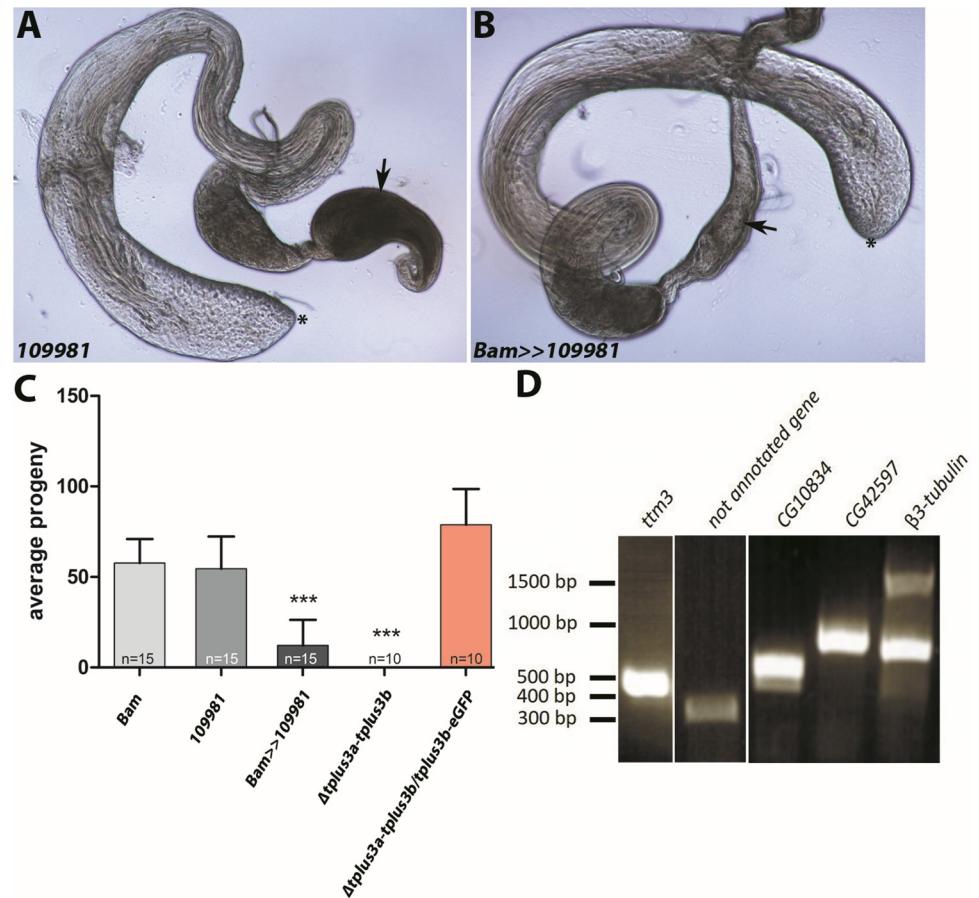 A
B
*
*
109981
Bam>>109981
C
D
150
100
50
0
average progeny
***
***
n=15
n=15
n=15
n=10
n=10
Bam
109981
Bam>>109981
Δtplus3a-tplus3b
Δtplus3a-tplus3b/tplus3b-eGFP
ttm3
not annotated gene
CG10834
CG42597
β3-tubulin
1500 bp
1000 bp
500 bp
400 bp
300 bp